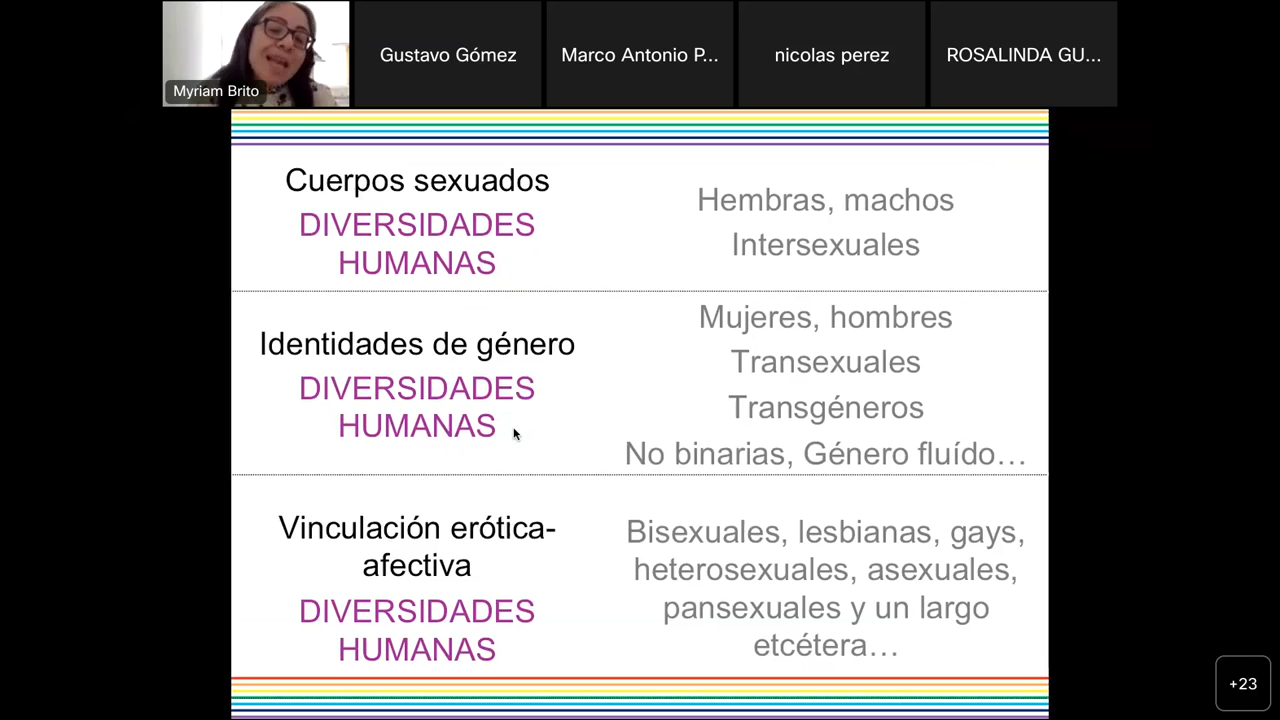 Myriam Brito
Gustavo Gómez
Marco Antonio P...
nicolas perez
ROSALINDA GU...
Cuerpos sexuados
DIVERSIDADES
HUMANAS
Hembras, machos
Intersexuales
Identidades de género
DIVERSIDADES
HUMANAS
Mujeres, hombres
Transexuales
Transgéneros
No binarias, Género fluído...
Vinculación erótica-
afectiva
DIVERSIDADES
HUMANAS
Bisexuales, lesbianas, gays,
heterosexuales, asexuales,
pansexuales y un largo
etcétera...
+23